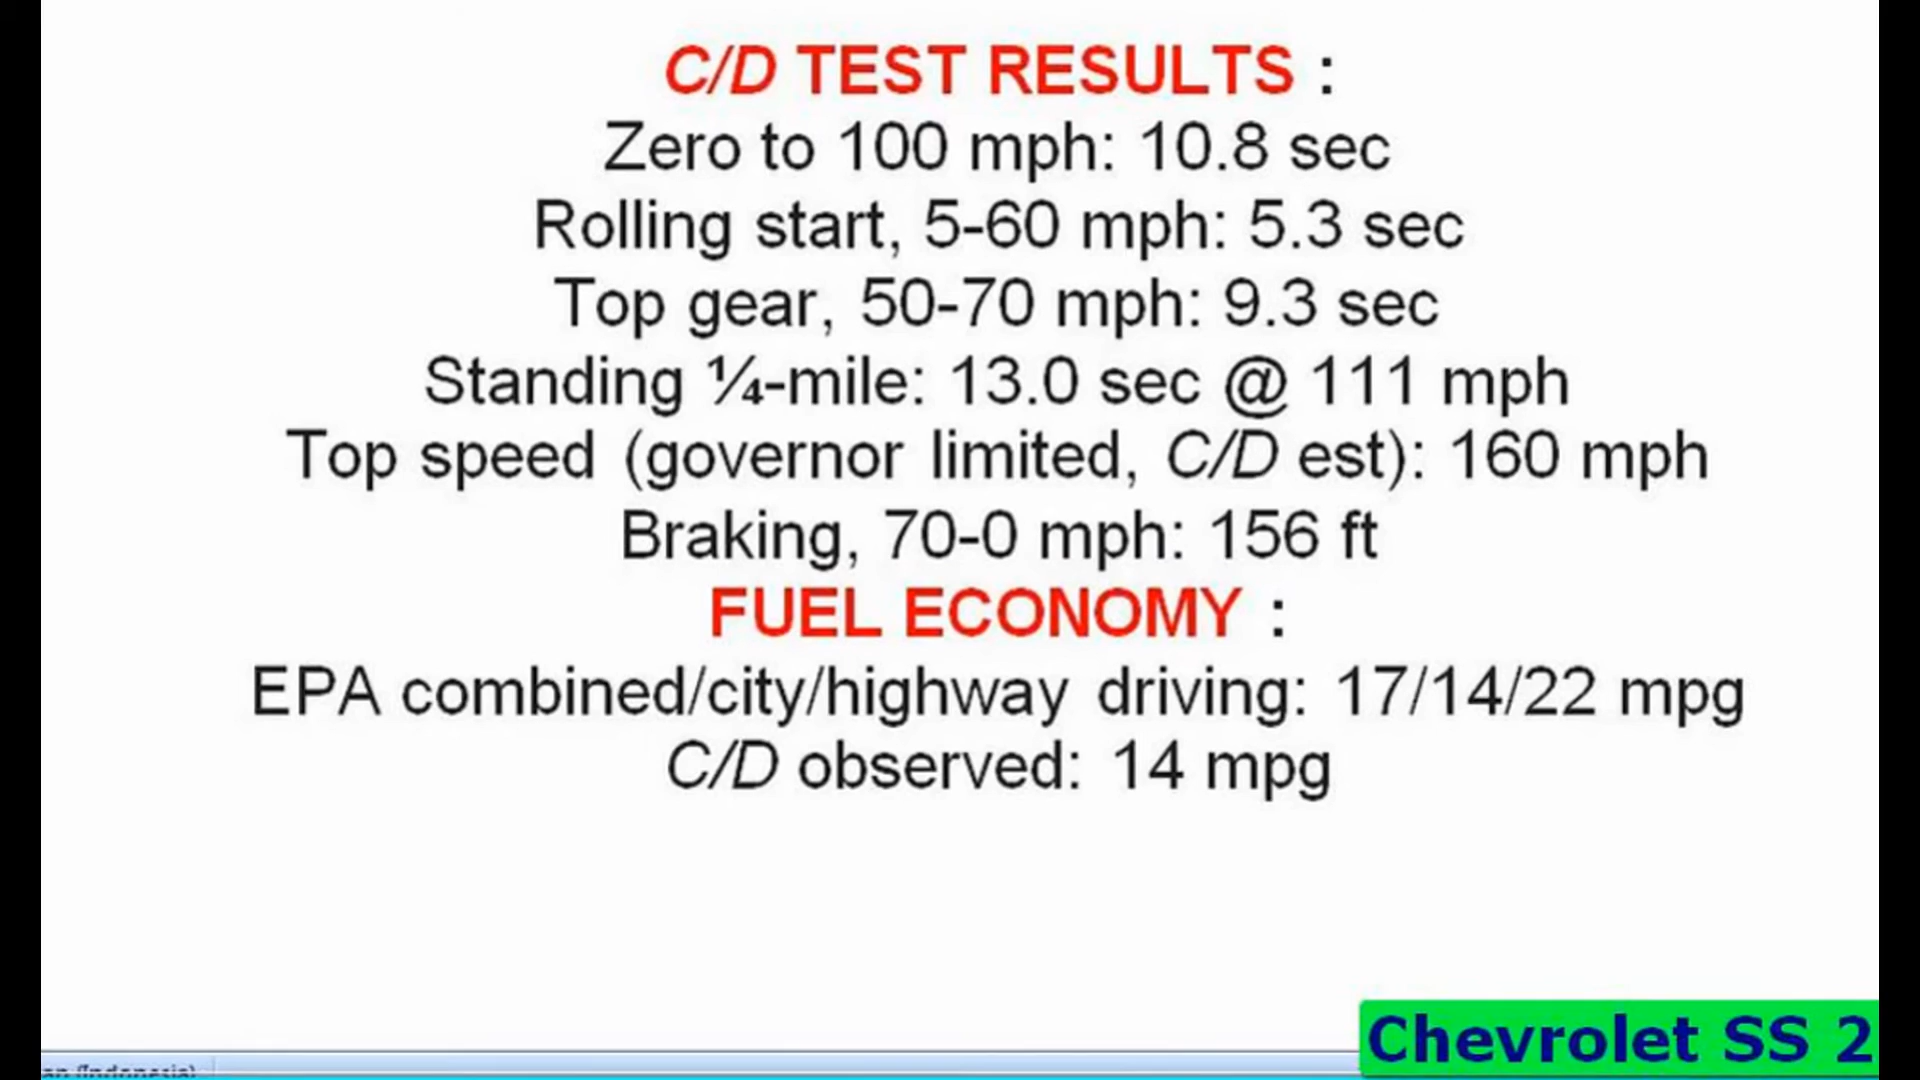 C/D TEST RESULTS :
Zero to 100 mph: 10.8 sec
Rolling start, 5-60 mph: 5.3 sec
Top gear, 50-70 mph: 9.3 sec
Standing ¼-mile: 13.0 sec @ 111 mph
Top speed (governor limited, C/D est): 160 mph
Braking, 70-0 mph: 156 ft
FUEL ECONOMY :
EPA combined/city/highway driving: 17/14/22 mpg
C/D observed: 14 mpg
Chevrolet SS 2
(Indonesia)